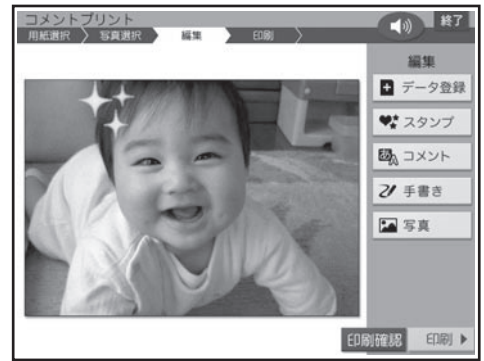 コメントプリント
終了
用紙選択 写真選択 編集 印刷
編集
データ登録
スタンプ
コメント
手書き
写真
印刷確認 印刷